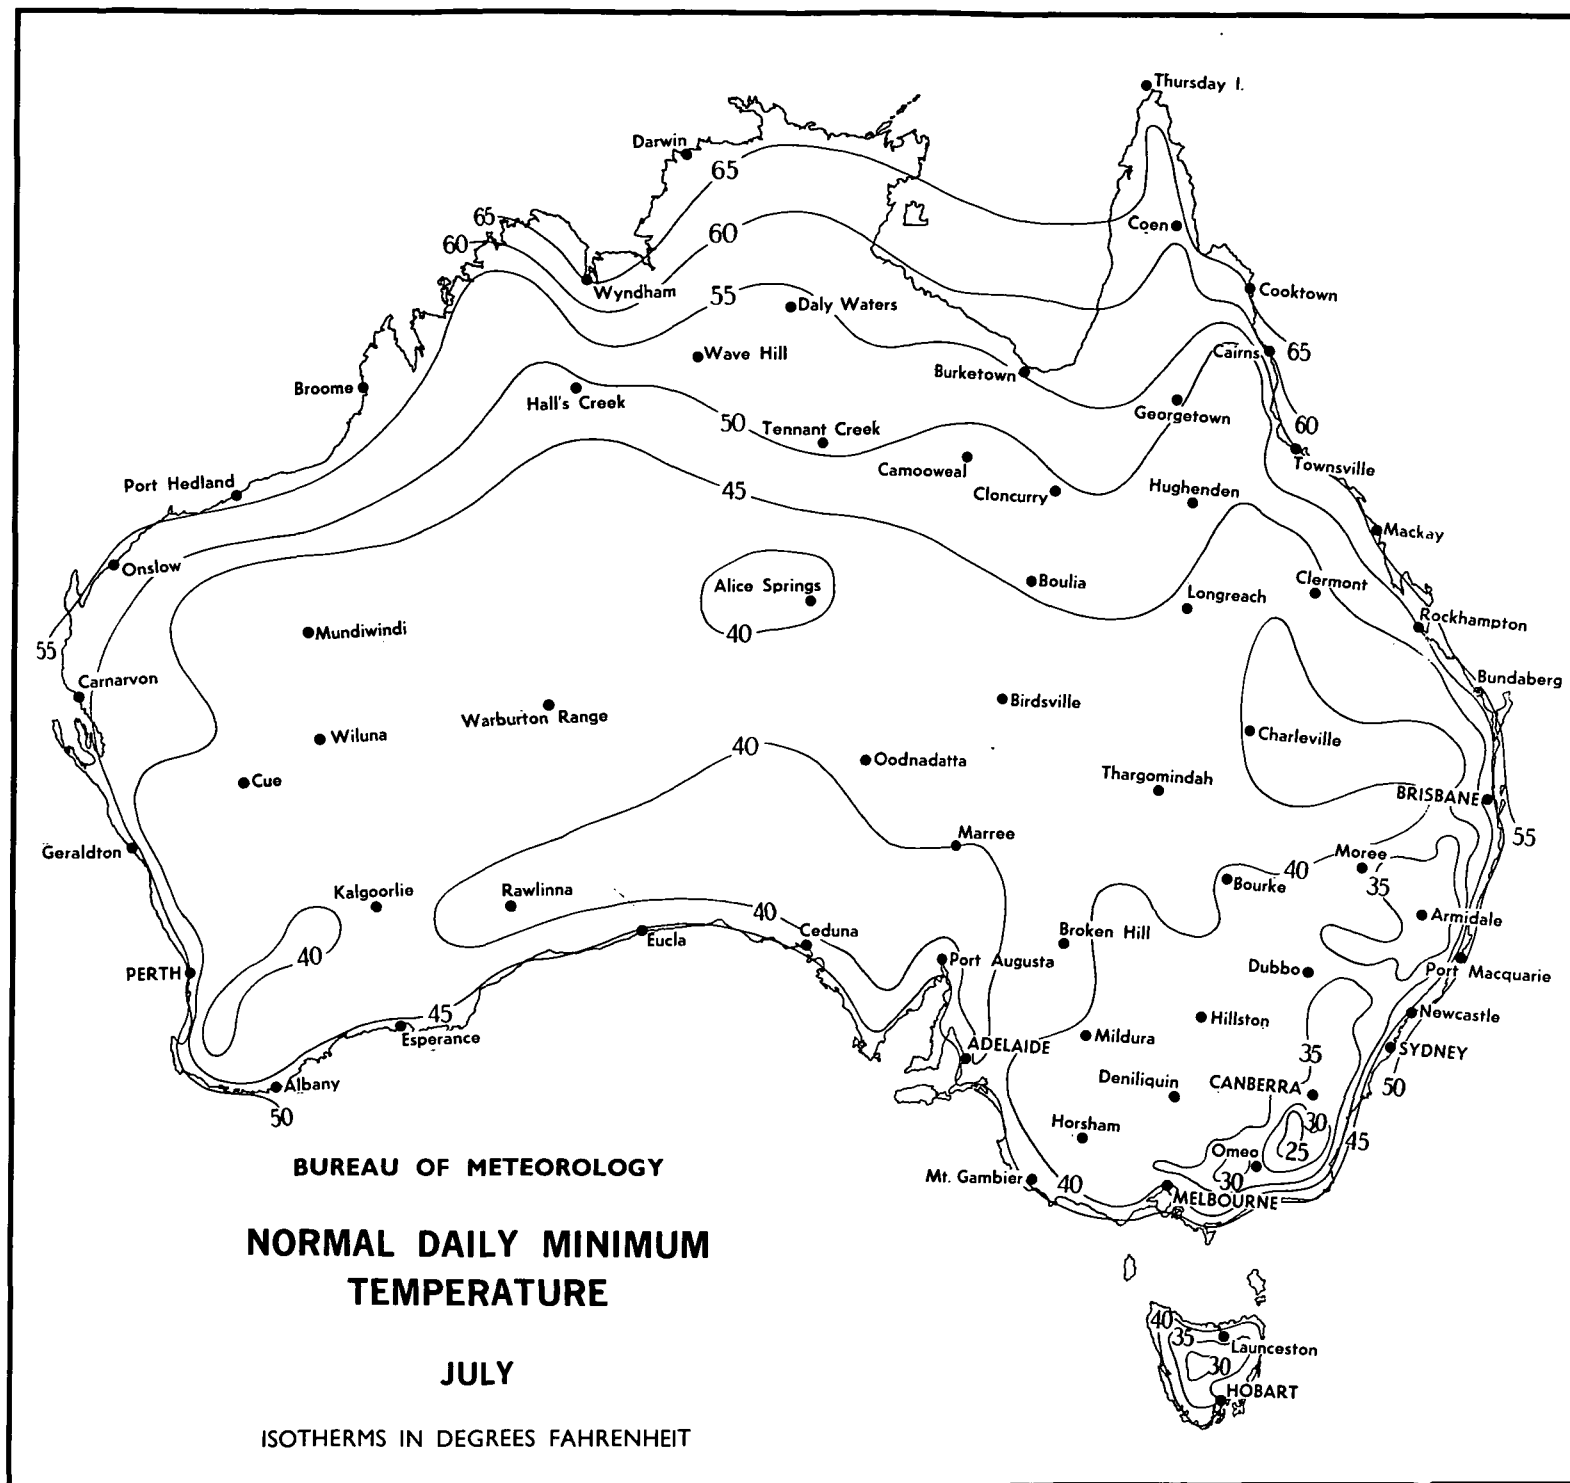 Thursday I.
Darwin
65
65
Coen
60
60
Wyndham
55
Daly Waters
Cooktown
Wave Hill
Cairns
65
Burketown
Broome
Hall's Creek
Georgetown
50
60
Tennant Creek
Camooweal
Townsville
Port Hedland
45
Cloncurry
Hughenden
Mackay
Onslow
Alice Springs
Boulia
Longreach
Clermont
Mundiwindi
40
Rockhampton
55
Carnarvon
Bundaberg
Birdsville
Warburton Range
Wiluna
40
Oodnadatta
Charleville
Cue
Thargomindah
BRISBANE
Marree
55
Geraldton
Moree
40
35
Kalgoorlie
Rawlinna
Bourke
40
Armidale
Ceduna
Broken Hill
Eucla
40
PERTH
Port Augusta
Dubbo
Port Macquarie
45
Esperance
Hillston
Newcastle
Mildura
ADELAIDE
35
SYDNEY
Albany
Deniliquin
CANBERRA
50
50
Horsham
30
45
Omeo
25
Mt. Gambier
40
30
MELBOURNE
BUREAU OF METEOROLOGY
NORMAL DAILY MINIMUM
TEMPERATURE
JULY
ISOTHERMS IN DEGREES FAHRENHEIT
40
35
Launceston
30
HOBART